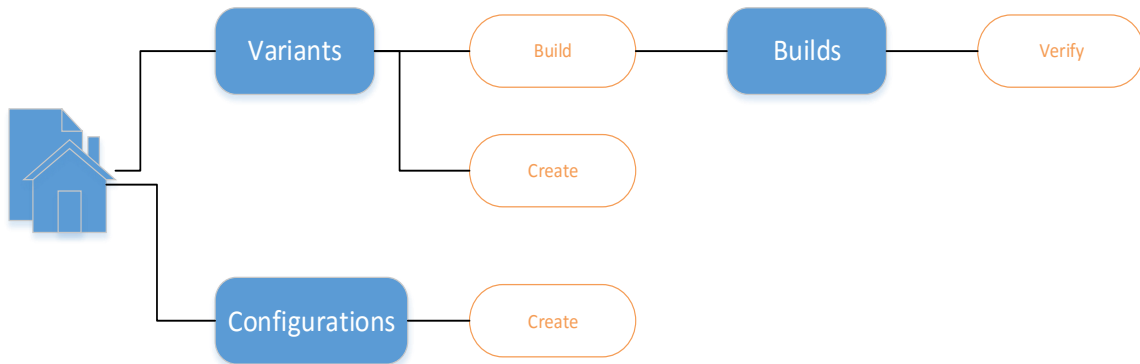 Variants
Build
Builds
Verify
Create
Configurations
Create